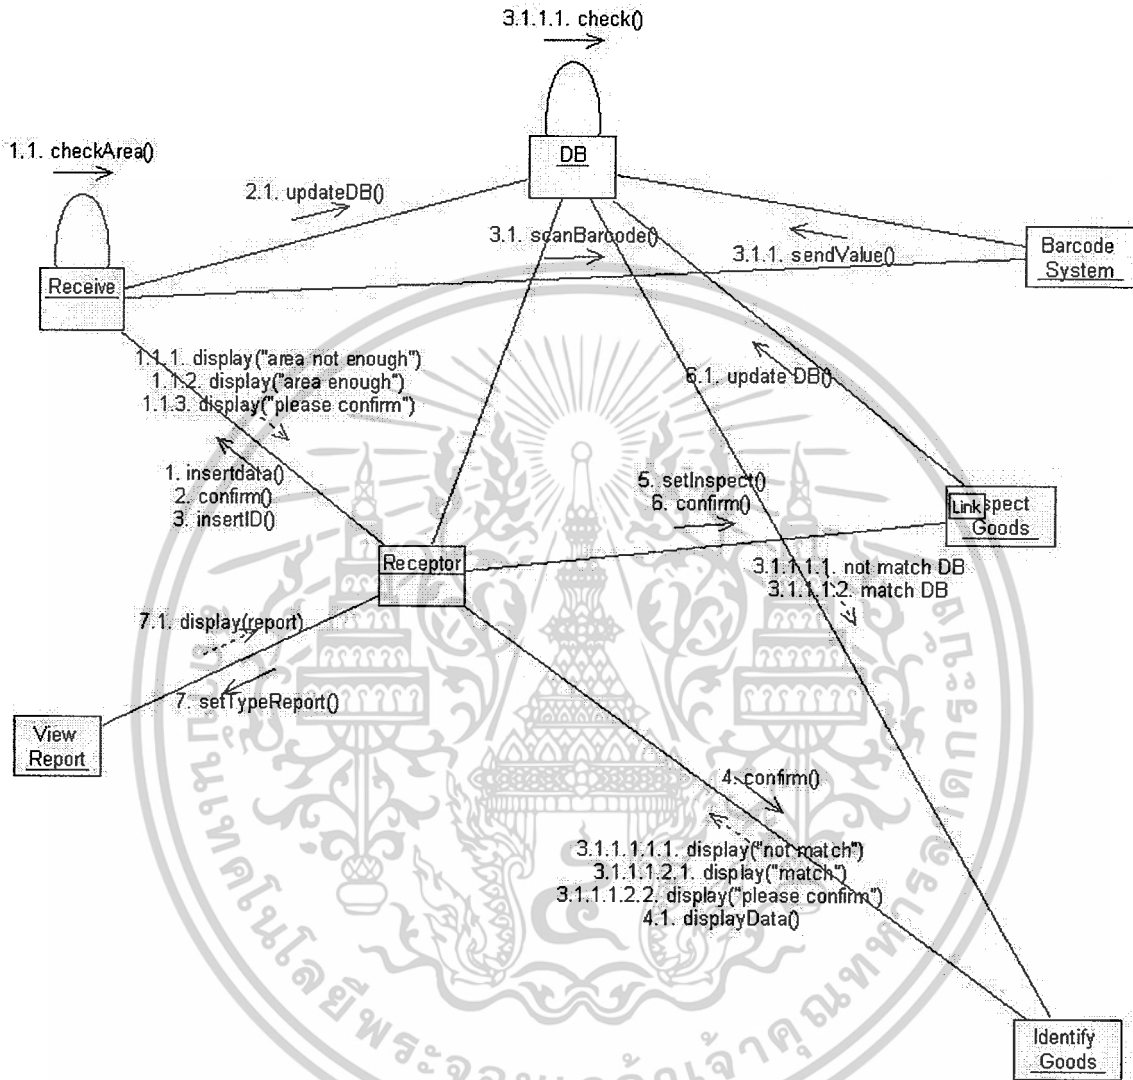 3.1.1.1. check()
1.1. checkArea()
DB
2.1. updateDB()
3.1. scanBarcode()
3.1.1. sendValue()
Barcode
System
Receive
1.1.1. display("area not enough")
1.1.2. display("area enough")
1.1.3. display("please confirm")
6.1. update DB()
1. insertdata()
2. confirm()
3. insertID()
5. setInspect()
6. confirm()
Link
spect
Goods
Receptor
3.1.1.1.1. not match DB
3.1.1.1.2. match DB
7.1. display(report)
7. setTypeReport()
View
Report
4. confirm()
3.1.1.1.1.1. display("not match")
3.1.1.1.2.1. display("match")
3.1.1.1.2.2. display("please confirm")
4.1. displayData()
Identify
Goods